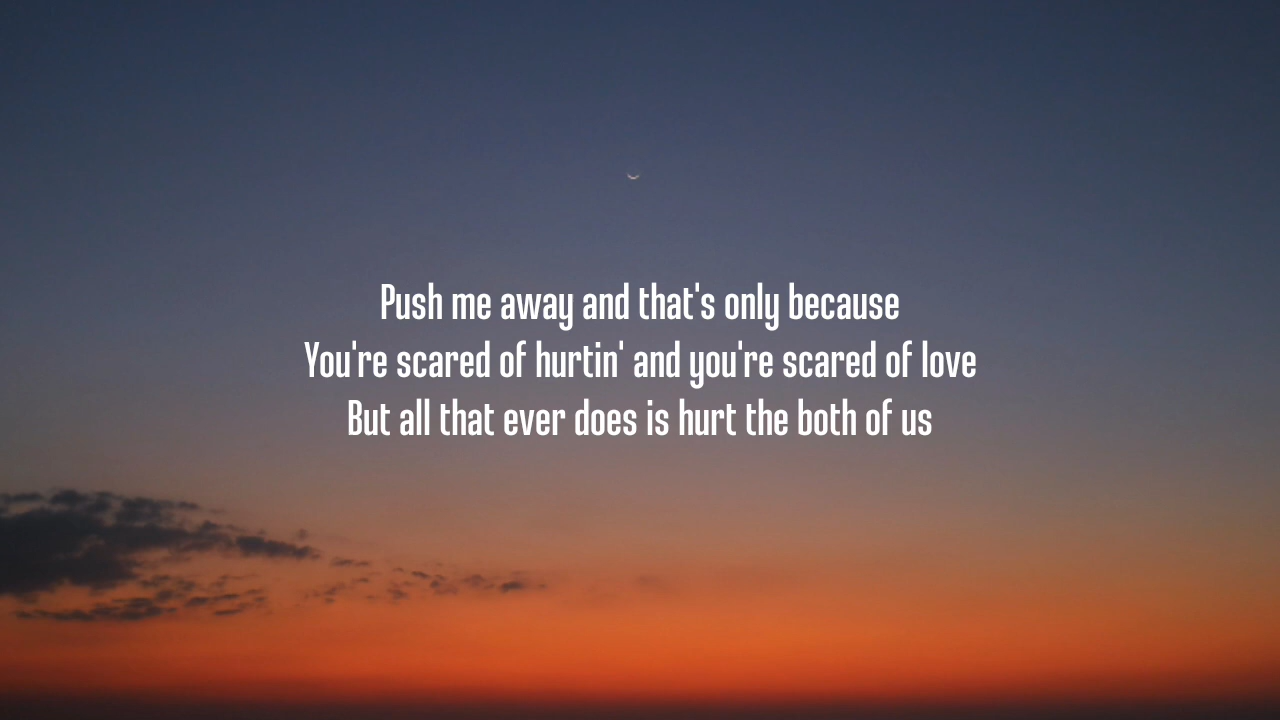 Push me away and that's only because
You're scared of hurtin' and you're scared of love
But all that ever does is hurt the both of us